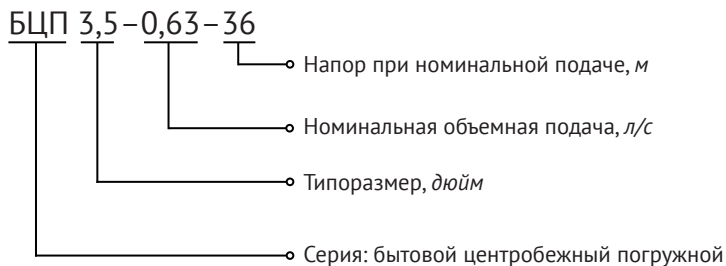 БЦП 3,5–0,63–36
Напор при номинальной подаче, м
Номинальная объемная подача, л/с
Типоразмер, дюйм
Серия: бытовой центробежный погружной